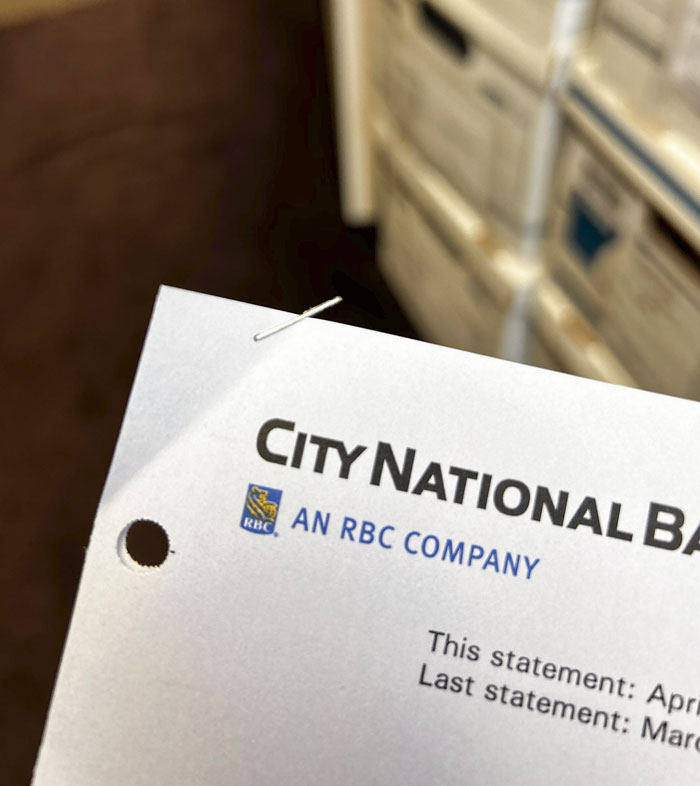 CITY NATIONAL BA
RBC
AN RBC COMPANY
This statement: Apri
Last statement: Marc